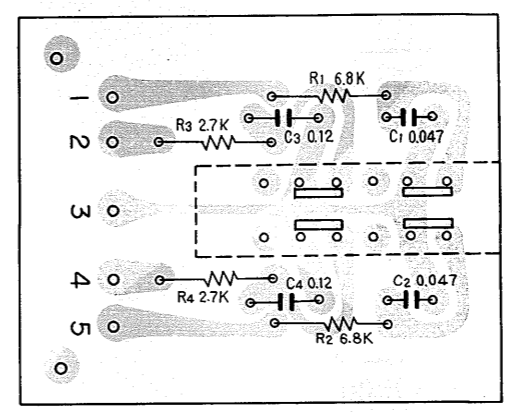 R1 6.8K
1
R3 2.7K
C3 0.12
C1 0.047
2
3
4
C4 0.12
C2 0.047
R4 2.7K
5
R2 6.8K